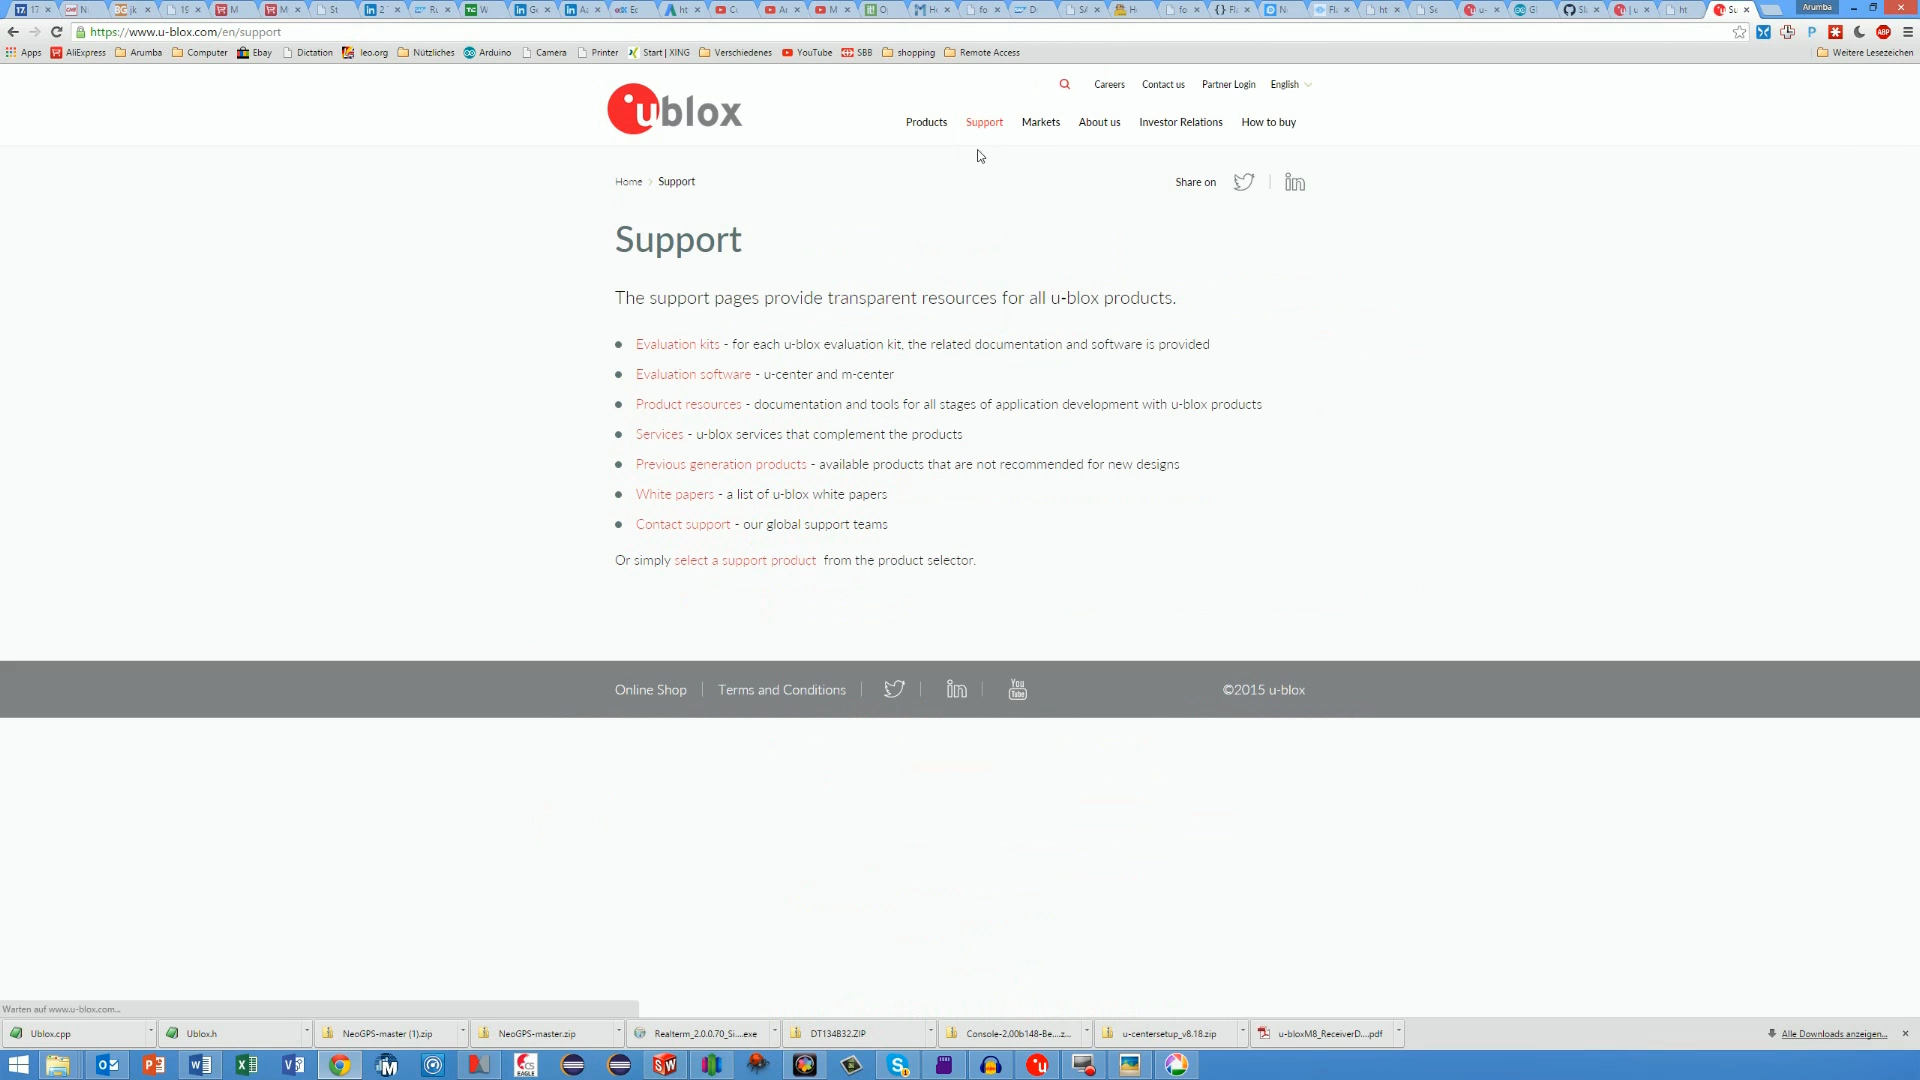 Arumba
https://www.u-blox.com/en/support
Apps AliExpress Arumba Computer Ebay Dictation leo.org Nützliches Arduino Camera Printer Start | XING Verschiedenes YouTube SBB shopping Remote Access Weitere Lesezeichen
Careers Contact us Partner Login English
ublox
Products Support Markets About us Investor Relations How to buy
Home > Support Share on
Support
The support pages provide transparent resources for all u-blox products.
Evaluation kits - for each u-blox evaluation kit, the related documentation and software is provided
Evaluation software - u-center and m-center
Product resources - documentation and tools for all stages of application development with u-blox products
Services - u-blox services that complement the products
Previous generation products - available products that are not recommended for new designs
White papers - a list of u-blox white papers
Contact support - our global support teams
Or simply select a support product from the product selector.
Online Shop | Terms and Conditions You Tube ©2015 u-blox
Warten auf www.u-blox.com...
Ublox.cpp Ublox.h NeoGPS-master (1).zip NeoGPS-master.zip Realterm_2.0.0.70_Si....exe DT134B32.ZIP Console-2.00b148-Be....z... u-centersetup_v8.18.zip u-bloxM8_ReceiverD....pdf Alle Downloads anzeigen...